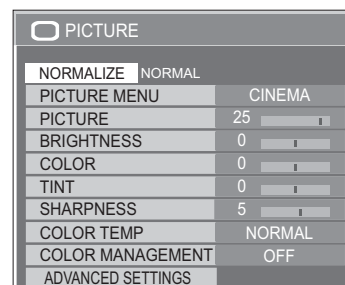 PICTURE
NORMALIZE NORMAL
PICTURE MENU CINEMA
PICTURE 25
BRIGHTNESS 0
COLOR 0
TINT 0
SHARPNESS 5
COLOR TEMP NORMAL
COLOR MANAGEMENT OFF
ADVANCED SETTINGS